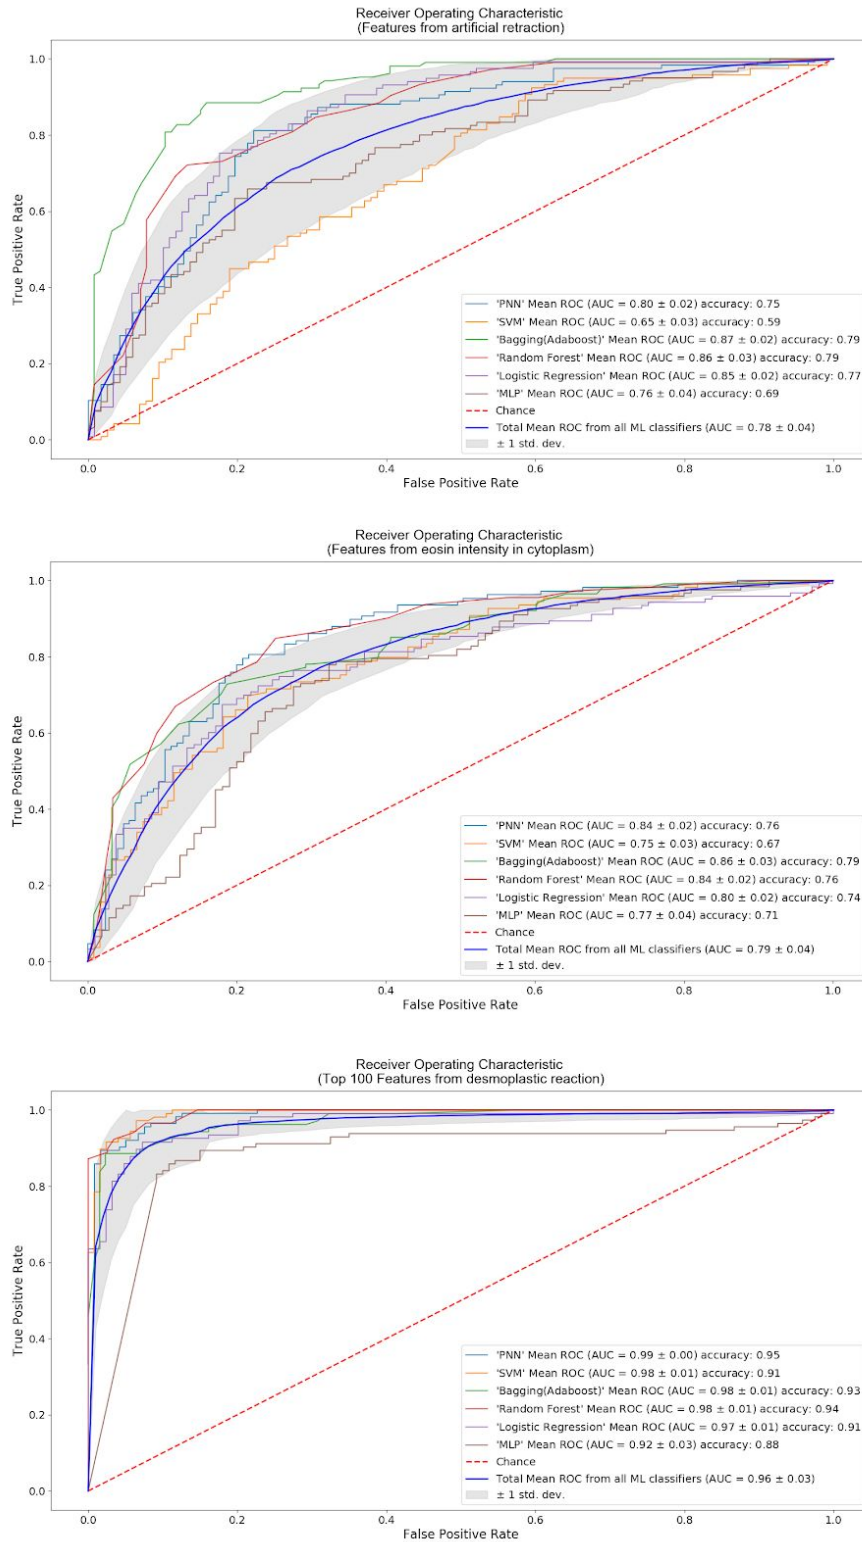 Receiver Operating Characteristic
(Features from artificial retraction)
1.0
0.8
0.6
0.4
0.2
0.0
True Positive Rate
'PNN' Mean ROC (AUC = 0.80 ± 0.02) accuracy: 0.75
'SVM' Mean ROC (AUC = 0.65 ± 0.03) accuracy: 0.59
'Bagging(Adaboost)' Mean ROC (AUC = 0.87 ± 0.02) accuracy: 0.79
'Random Forest' Mean ROC (AUC = 0.86 ± 0.03) accuracy: 0.79
'Logistic Regression' Mean ROC (AUC = 0.85 ± 0.02) accuracy: 0.77
'MLP' Mean ROC (AUC = 0.76 ± 0.04) accuracy: 0.69
Chance
Total Mean ROC from all ML classifiers (AUC = 0.78 ± 0.04)
± 1 std. dev.
0.0 0.2 0.4 0.6 0.8 1.0
False Positive Rate
Receiver Operating Characteristic
(Features from eosin intensity in cytoplasm)
1.0
0.8
0.6
0.4
0.2
0.0
True Positive Rate
'PNN' Mean ROC (AUC = 0.84 ± 0.02) accuracy: 0.76
'SVM' Mean ROC (AUC = 0.75 ± 0.03) accuracy: 0.67
'Bagging(Adaboost)' Mean ROC (AUC = 0.86 ± 0.03) accuracy: 0.79
'Random Forest' Mean ROC (AUC = 0.84 ± 0.02) accuracy: 0.76
'Logistic Regression' Mean ROC (AUC = 0.80 ± 0.02) accuracy: 0.74
'MLP' Mean ROC (AUC = 0.77 ± 0.04) accuracy: 0.71
Chance
Total Mean ROC from all ML classifiers (AUC = 0.79 ± 0.04)
± 1 std. dev.
0.0 0.2 0.4 0.6 0.8 1.0
False Positive Rate
Receiver Operating Characteristic
(Top 100 Features from desmoplastic reaction)
1.0
0.8
0.6
0.4
0.2
0.0
True Positive Rate
'PNN' Mean ROC (AUC = 0.99 ± 0.00) accuracy: 0.95
'SVM' Mean ROC (AUC = 0.98 ± 0.01) accuracy: 0.91
'Bagging(Adaboost)' Mean ROC (AUC = 0.98 ± 0.01) accuracy: 0.93
'Random Forest' Mean ROC (AUC = 0.98 ± 0.01) accuracy: 0.94
'Logistic Regression' Mean ROC (AUC = 0.97 ± 0.01) accuracy: 0.91
'MLP' Mean ROC (AUC = 0.92 ± 0.03) accuracy: 0.88
Chance
Total Mean ROC from all ML classifiers (AUC = 0.96 ± 0.03)
± 1 std. dev.
0.0 0.2 0.4 0.6 0.8 1.0
False Positive Rate